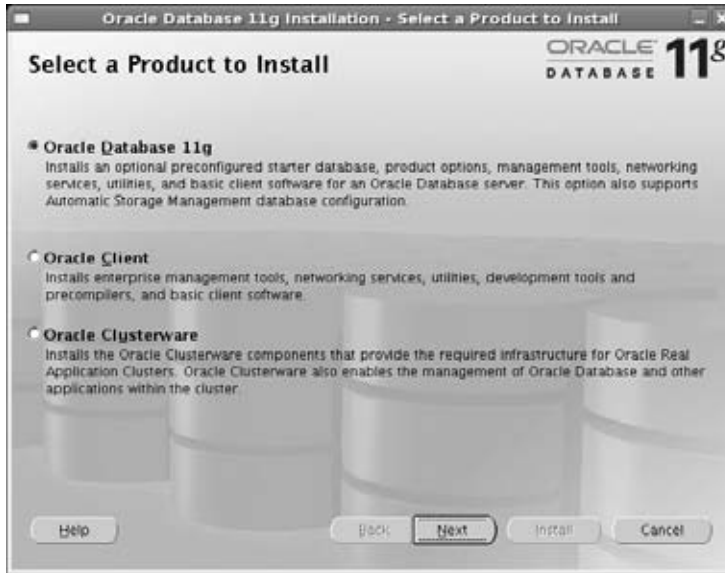 Oracle Database 11g Installation - Select a Product to Install
Select a Product to Install
ORACLE
DATABASE 11g
Oracle Database 11g
Installs an optional preconfigured starter database, product options, management tools, networking
services, utilities, and basic client software for an Oracle Database server. This option also supports
Automatic Storage Management database configuration.
Oracle Client
Installs enterprise management tools, networking services, utilities, development tools and
precompilers, and basic client software.
Oracle Clusterware
Installs the Oracle Clusterware components that provide the required infrastructure for Oracle Real
Application Clusters. Oracle Clusterware also enables the management of Oracle Database and other
applications within the cluster.
Help Back Next Install Cancel